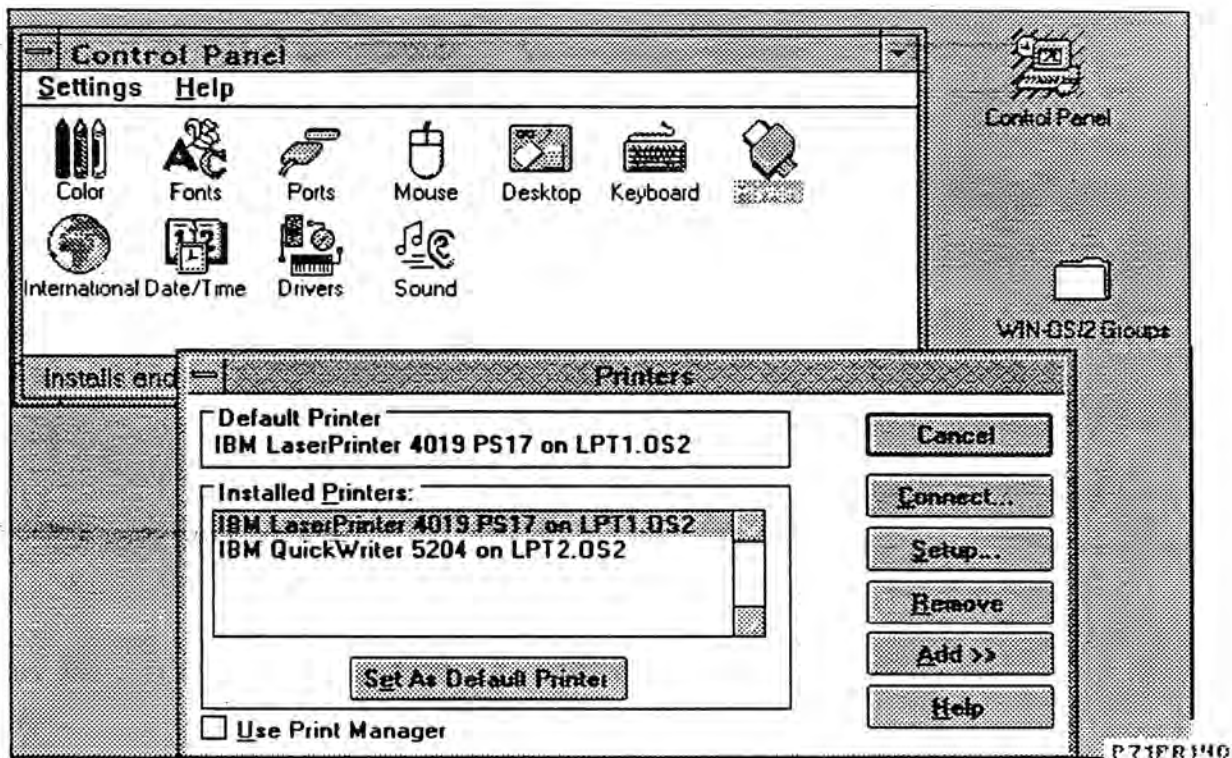 Control Panel
Settings Help
Color Fonts Ports Mouse Desktop Keyboard
International Date/Time Drivers Sound
Control Panel
WIN-OS/2 Groups
Installs and
Printers
Default Printer
IBM LaserPrinter 4019 PS17 on LPT1.OS2
Installed Printers:
IBM LaserPrinter 4019 PS17 on LPT1.OS2
IBM QuickWriter 5204 on LPT2.OS2
Set As Default Printer
Use Print Manager
Cancel
Connect...
Setup...
Remove
Add >>
Help